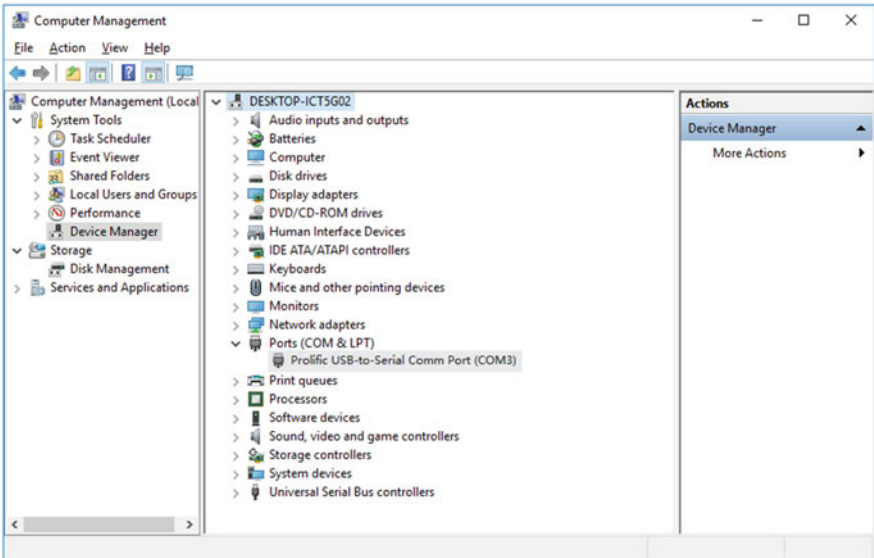 Computer Management
File Action View Help
Computer Management (Local
System Tools
Task Scheduler
Event Viewer
Shared Folders
Local Users and Groups
Performance
Device Manager
Storage
Disk Management
Services and Applications
DESKTOP-ICT5G02
Audio inputs and outputs
Batteries
Computer
Disk drives
Display adapters
DVD/CD-ROM drives
Human Interface Devices
IDE ATA/ATAPI controllers
Keyboards
Mice and other pointing devices
Monitors
Network adapters
Ports (COM & LPT)
Prolific USB-to-Serial Comm Port (COM3)
Print queues
Processors
Software devices
Sound, video and game controllers
Storage controllers
System devices
Universal Serial Bus controllers
Actions
Device Manager
More Actions